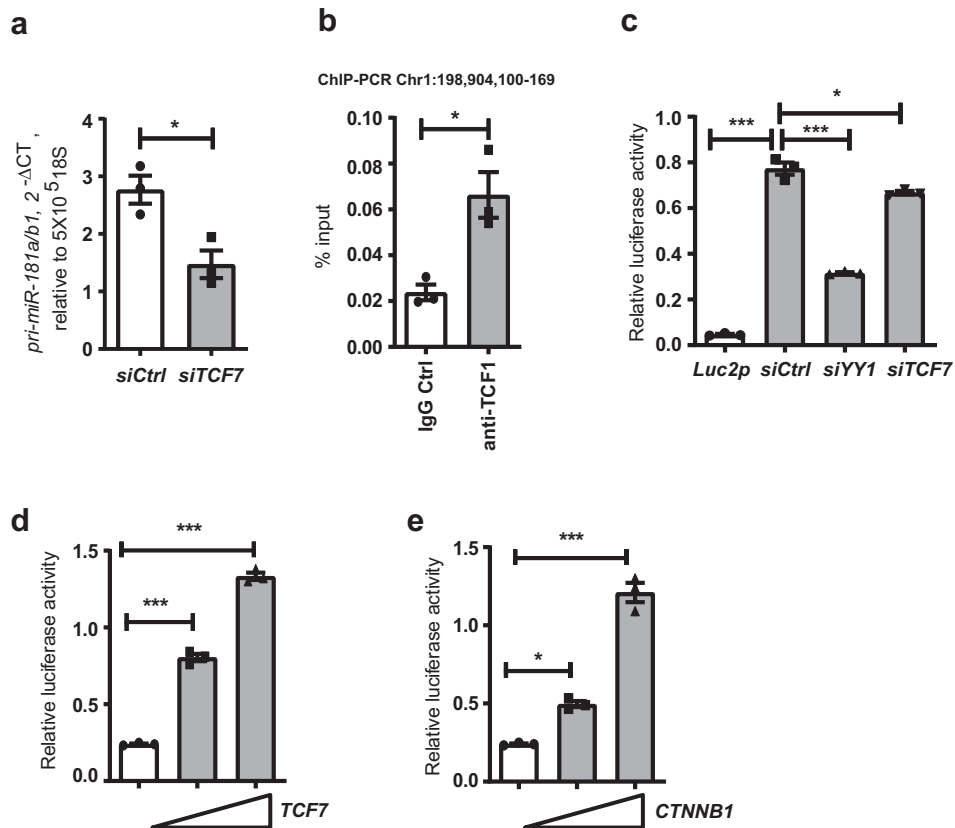 a
pri-miR-181a/b1, 2 -ΔCT,
relative to 5X10 5 18S
4
3
2
1
0
*
siCtrl siTCF7
b
ChIP-PCR Chr1:198,904,100-169
% input
0.10
0.08
0.06
0.04
0.02
0.00
*
IgG Ctrl
anti-TCF1
c
Relative luciferase activity
1.0
0.8
0.6
0.4
0.2
0.0
*
*** ***
Luc2p siCtrl siYY1 siTCF7
d
Relative luciferase activity
1.5
1.0
0.5
0.0
***
***
TCF7
e
Relative luciferase activity
1.5
1.0
0.5
0.0
***
*
CTNNB1